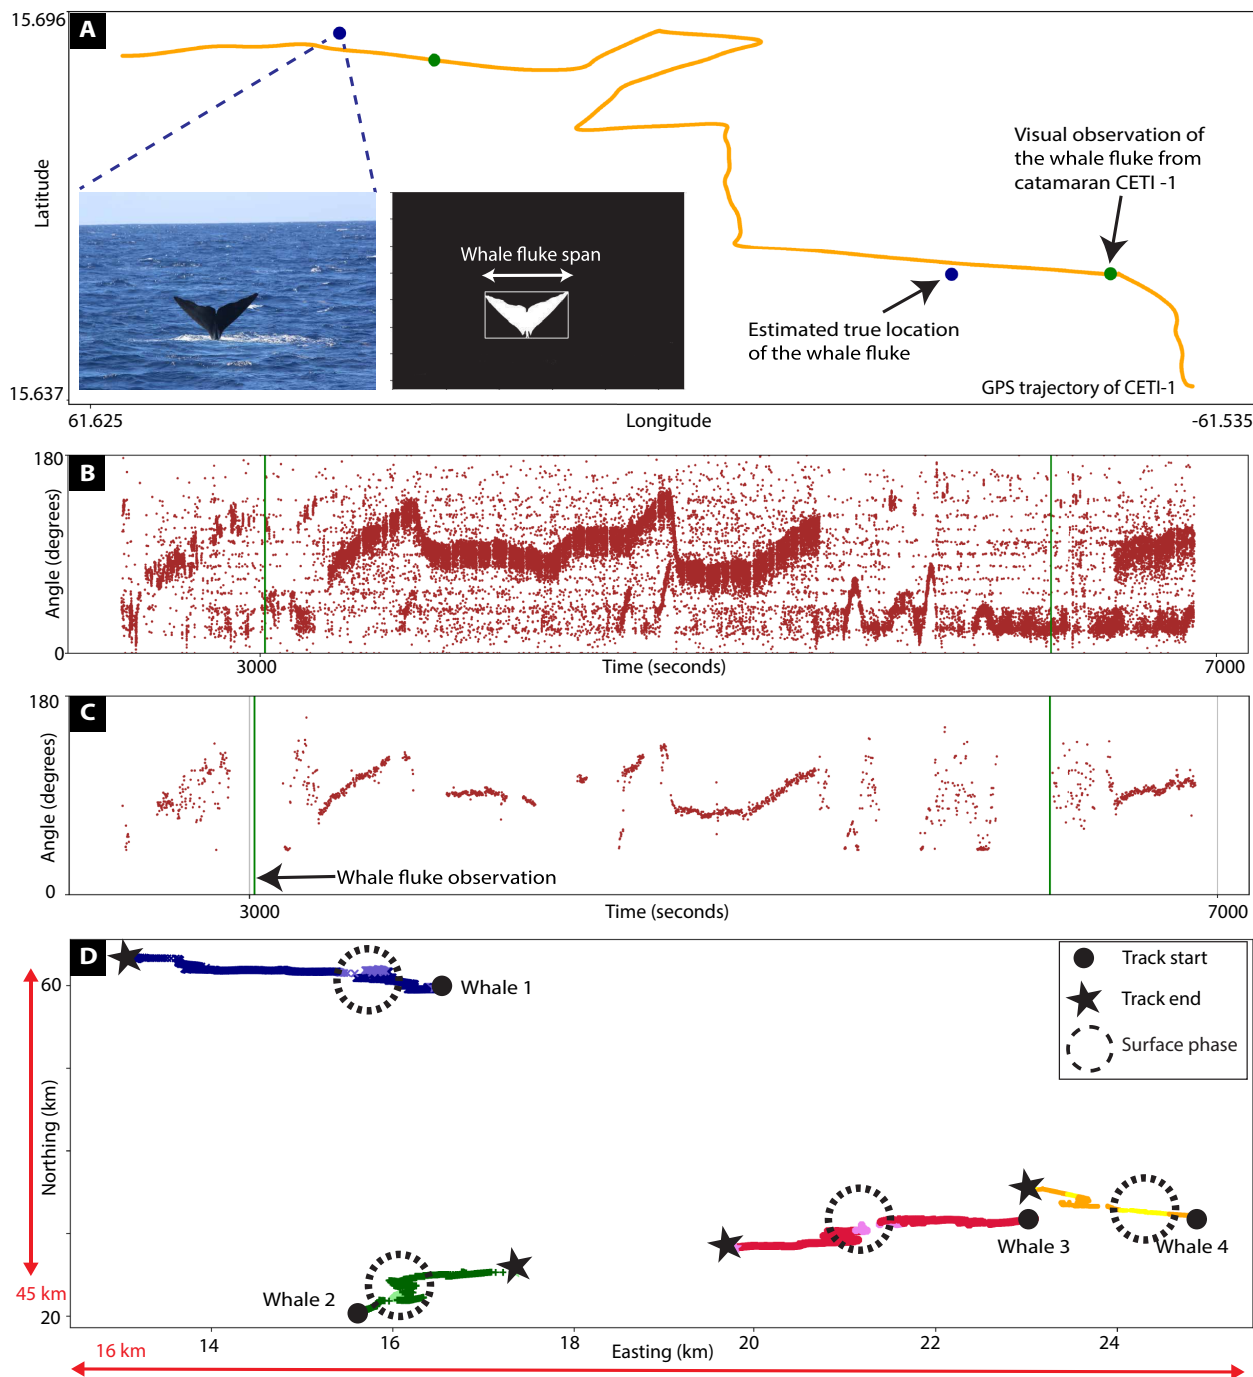 15.696
A
Latitude
Visual observation of
the whale fluke from
catamaran CETI -1
Whale fluke span
Estimated true location
of the whale fluke
GPS trajectory of CETI-1
15.637
61.625
Longitude
-61.535
180
B
Angle (degrees)
0
3000
Time (seconds)
7000
180
C
Angle (degrees)
Whale fluke observation
0
3000
Time (seconds)
7000
D
Track start
Track end
Surface phase
60
Whale 1
Northing (km)
Whale 3
Whale 4
45 km
Whale 2
20
14
16
18
20
22
24
16 km
Easting (km)